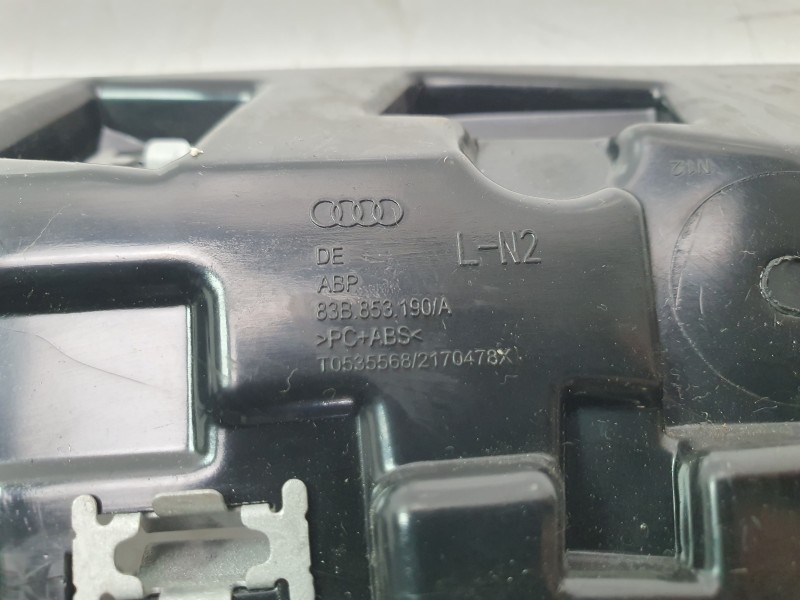 L-N2
DE
ABP
83B.853.190/A
>PC+ABS<
T0535568/2170478X